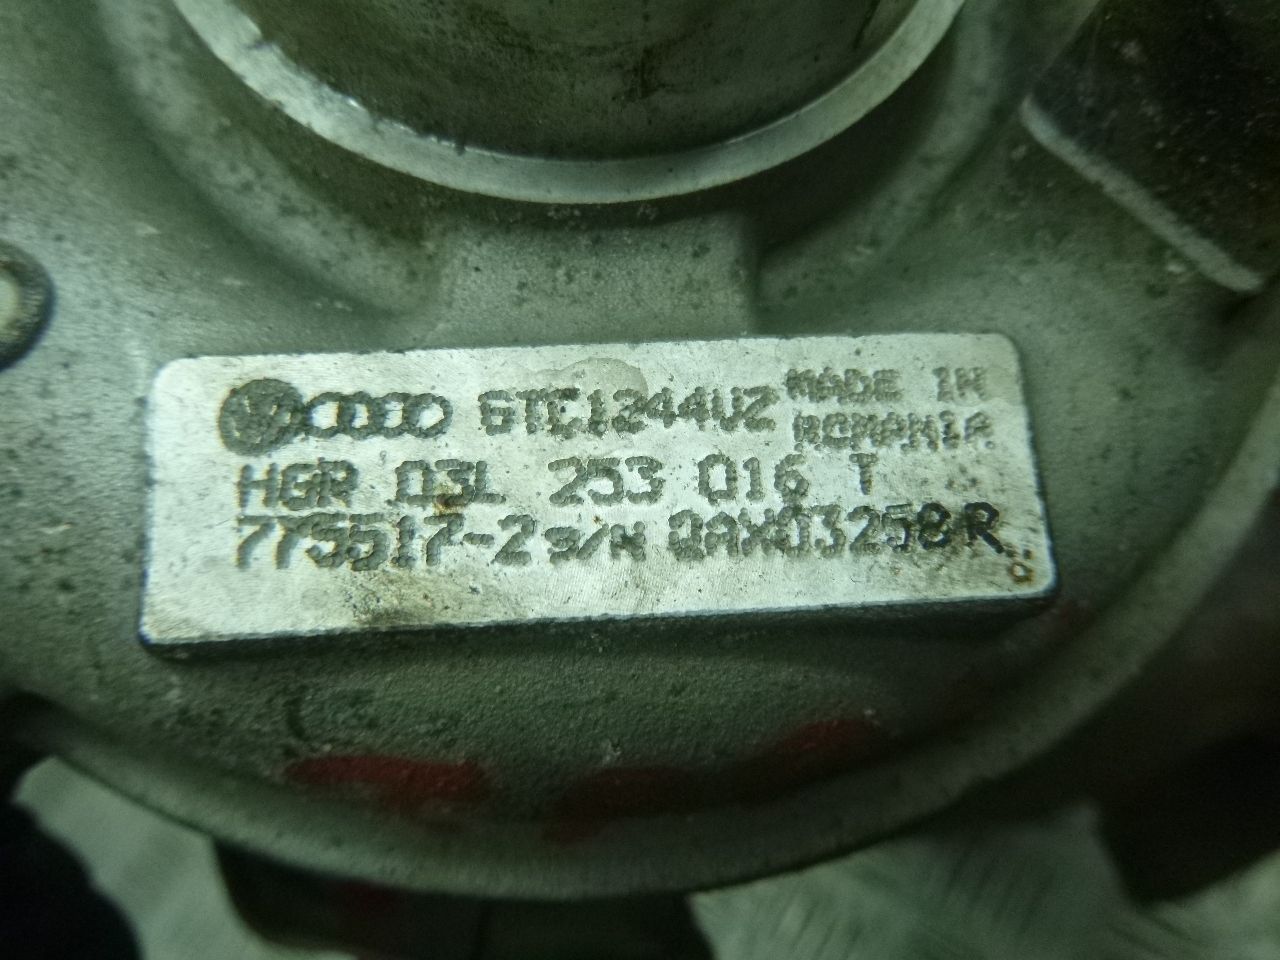 GTC1244VZ MADE IN
ROMANIA
HGR 03L 253 016 T
775517-2 S/N QAX03258R